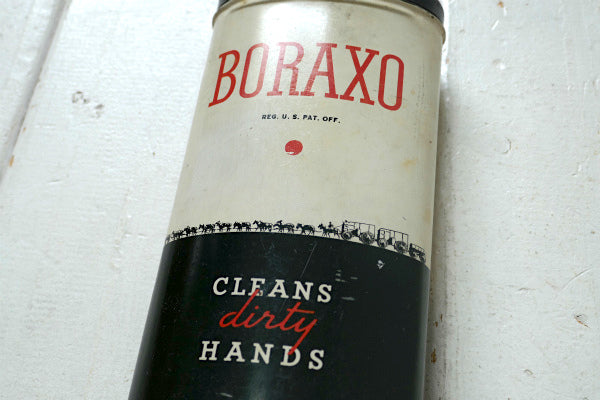 BORAXO
REG. U. S. PAT. OFF.
CLEANS
dirty
HANDS